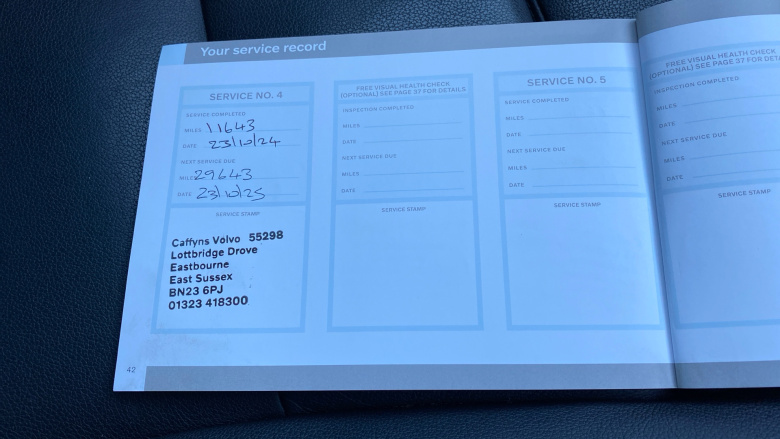 Your service record
SERVICE NO. 4
SERVICE COMPLETED
MILES 11643
DATE 23/10/24
NEXT SERVICE DUE
MILES 29643
DATE 23/10/25
SERVICE STAMP
Caffyns Volvo 55298
Lottbridge Drove
Eastbourne
East Sussex
BN23 6PJ
01323 418300
FREE VISUAL HEALTH CHECK
(OPTIONAL) SEE PAGE 37 FOR DETAILS
INSPECTION COMPLETED
MILES
DATE
NEXT SERVICE DUE
MILES
DATE
SERVICE STAMP
SERVICE NO. 5
SERVICE COMPLETED
MILES
DATE
NEXT SERVICE DUE
MILES
DATE
SERVICE STAMP
FREE VISUAL HEALTH CHECK
(OPTIONAL) SEE PAGE 37 FOR DETA
INSPECTION COMPLETED
MILES
DATE
NEXT SERVICE DUE
MILES
DATE
SERVICE STAMP
42